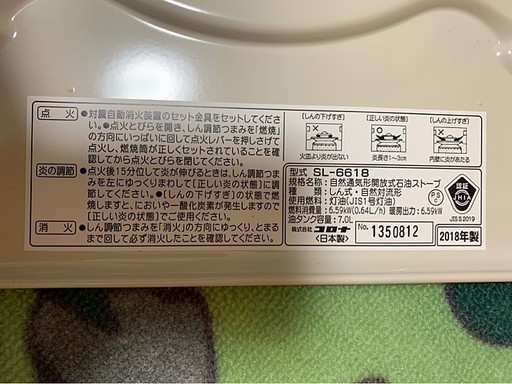 点火
●対震自動消火装置のセット金具をセットしてください。
●点火とびらを開き、しん調節つまみを「燃焼」
の方向にいっぱいに回して点火レバーを押して点
火し、燃焼筒が正しくセットされていることを確認
してから点火とびらを閉じてください。
炎の調節
●点火後15分位して炎が伸びるときは、しん調節つ
まみを左にゆっくりまわして〔正しい炎の状態〕に
調節してください。●〔しんの下げすぎ〕の状態で燃
焼しますと、においや一酸化炭素が発生しますので
〔正しい炎の状態〕でご使用ください。
消火
●しん調節つまみを「消火」の方向にゆっくり、とまる
まで回して必ず消火したことを確認してください。
〔しんの下げすぎ〕
〔正しい炎の状態〕
〔しんの上げすぎ〕
火皿より炎が出ない
炎長さ1~3cm
内壁に炎があたる
型式 SL-6618
規格名称:自然通気形開放式石油ストーブ
種類:しん式・自然対流形
使用燃料:灯油(JIS1号灯油)
燃料消費量:6.59kW(0.64L/h) 暖房出力:6.59kW
油タンク容量:7.0L
認証
JHIA
JIS S 2019
株式会社 コロナ
<日本製>
No. 1350812
2018年製